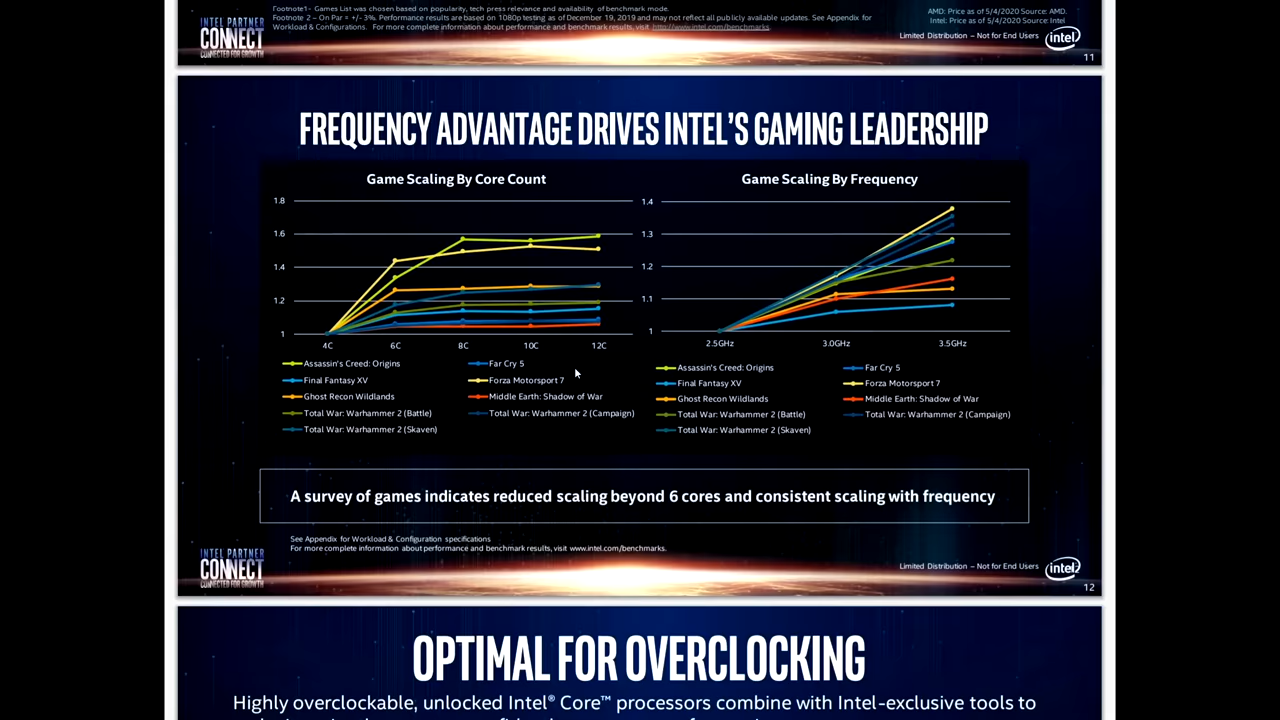 Footnote1- Games List was chosen based on popularity, tech press relevance and availability of benchmark mode.
Footnote 2 – On Par = +/- 3%. Performance results are based on 1080p testing as of December 19, 2019 and may not reflect all publicly available updates. See Appendix for
Workload & Configurations. For more complete information about performance and benchmark results, visit http://www.intel.com/benchmarks.
AMD: Price as of 5/4/2020 Source: AMD.
Intel: Price as of 5/4/2020 Source: Intel
INTEL PARTNER
CONNECT
CONNECTED FOR GROWTH
Limited Distribution – Not for End Users
intel
11
FREQUENCY ADVANTAGE DRIVES INTEL'S GAMING LEADERSHIP
Game Scaling By Core Count
1.8
1.6
1.4
1.2
1
4C 6C 8C 10C 12C
Assassin's Creed: Origins Far Cry 5
Final Fantasy XV Forza Motorsport 7
Ghost Recon Wildlands Middle Earth: Shadow of War
Total War: Warhammer 2 (Battle) Total War: Warhammer 2 (Campaign)
Total War: Warhammer 2 (Skaven)
Game Scaling By Frequency
1.4
1.3
1.2
1.1
1
2.5GHz 3.0GHz 3.5GHz
Assassin's Creed: Origins Far Cry 5
Final Fantasy XV Forza Motorsport 7
Ghost Recon Wildlands Middle Earth: Shadow of War
Total War: Warhammer 2 (Battle) Total War: Warhammer 2 (Campaign)
Total War: Warhammer 2 (Skaven)
A survey of games indicates reduced scaling beyond 6 cores and consistent scaling with frequency
See Appendix for Workload & Configuration specifications
For more complete information about performance and benchmark results, visit www.intel.com/benchmarks.
INTEL PARTNER
CONNECT
CONNECTED FOR GROWTH
Limited Distribution – Not for End Users
intel
12
OPTIMAL FOR OVERCLOCKING
Highly overclockable, unlocked Intel® Core™ processors combine with Intel-exclusive tools to